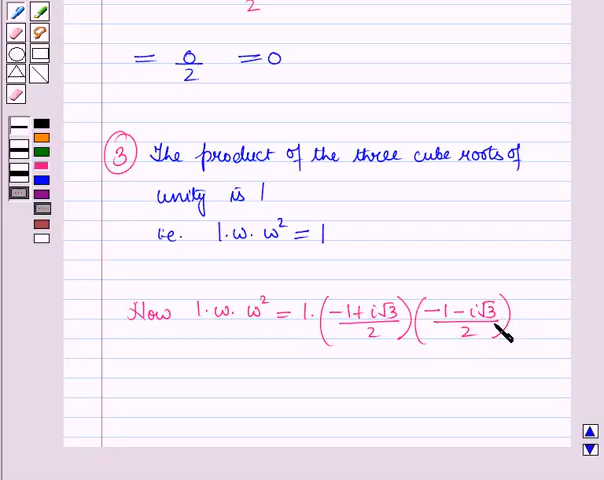 2
= 0/2 = 0
③ The product of the three cube roots of
unity is 1
i.e. 1.ω.ω² = 1
Now 1.ω.ω² = 1.((-1+i√3)/2)((-1-i√3)/2)